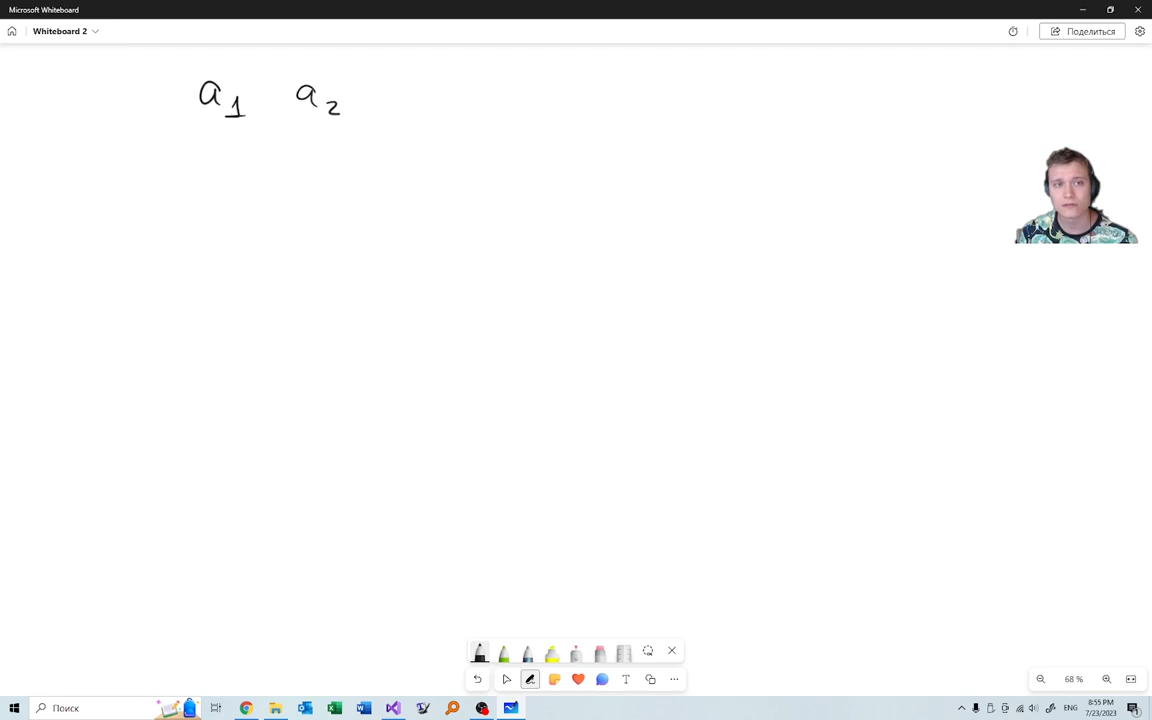 Microsoft Whiteboard
Whiteboard 2
Поделиться
a₁ a₂
68 %
Поиск
ENG
8:55 PM
7/23/2023